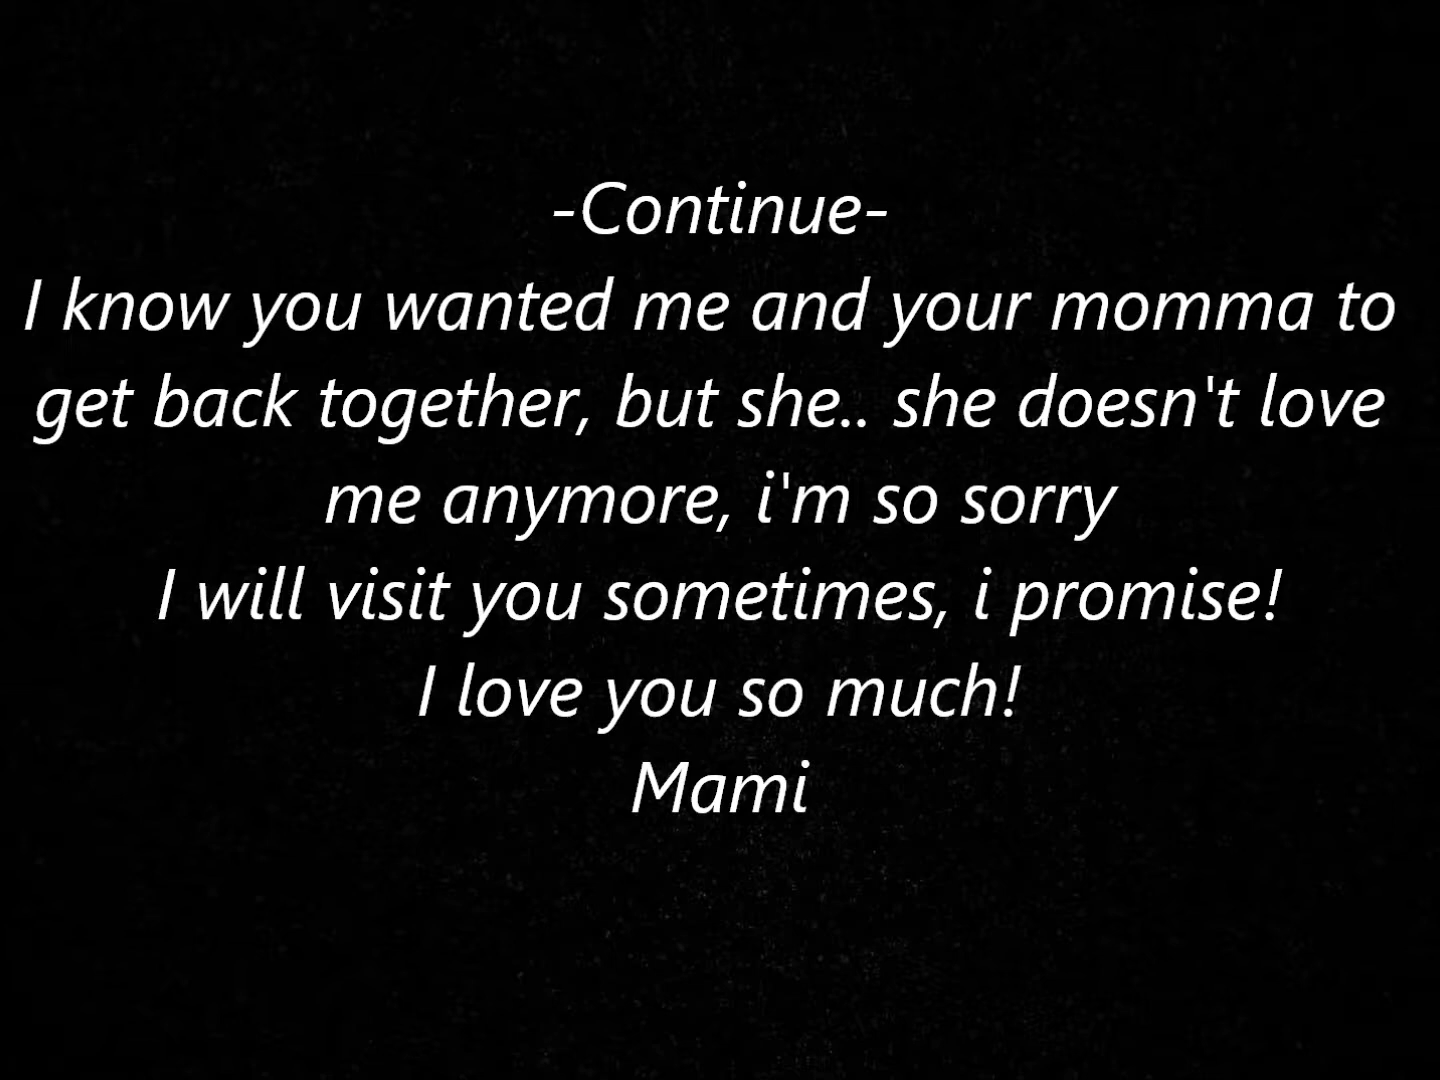 -Continue-
I know you wanted me and your momma to
get back together, but she.. she doesn't love
me anymore, i'm so sorry
I will visit you sometimes, i promise!
I love you so much!
Mami